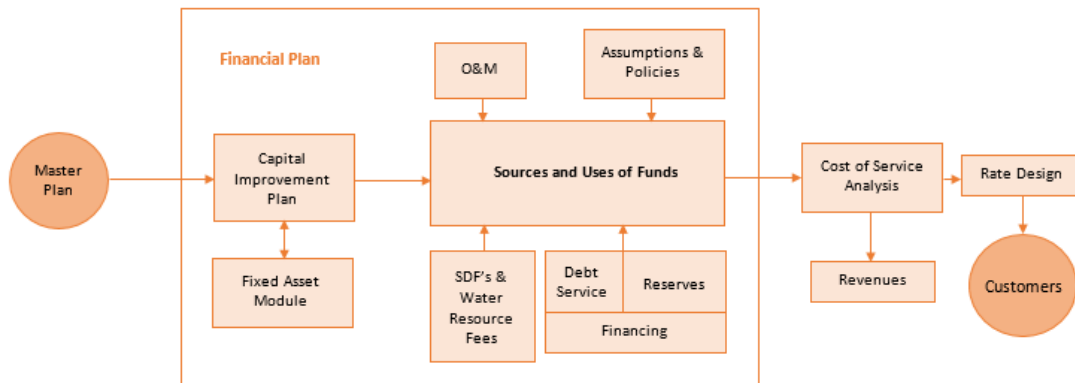 Financial Plan
O&M
Assumptions &
Policies
Master
Plan
Capital
Improvement
Plan
Sources and Uses of Funds
Cost of Service
Analysis
Rate Design
Fixed Asset
Module
SDF's &
Water
Resource
Fees
Debt
Service
Reserves
Financing
Revenues
Customers